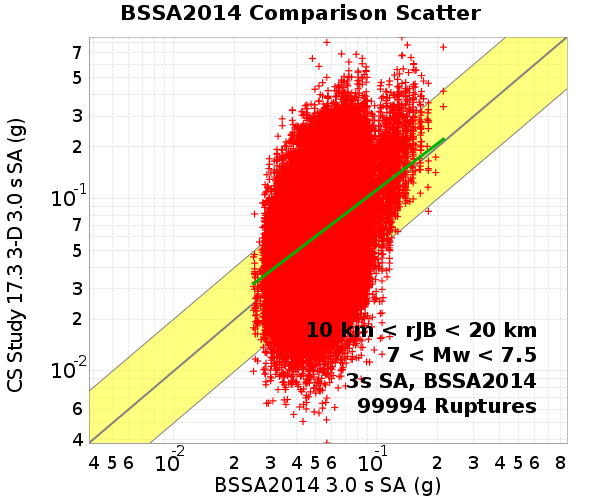 BSSA2014 Comparison Scatter
CS Study 17.3 3-D 3.0 s SA (g)
7
5
3
2
10-1
7
5
3
2
10-2
6
4
10 km < rJB < 20 km
7 < Mw < 7.5
3s SA, BSSA2014
99994 Ruptures
4 5 6 10-2 2 3 4 5 6 10-1 2 3 4 5 6 8
BSSA2014 3.0 s SA (g)